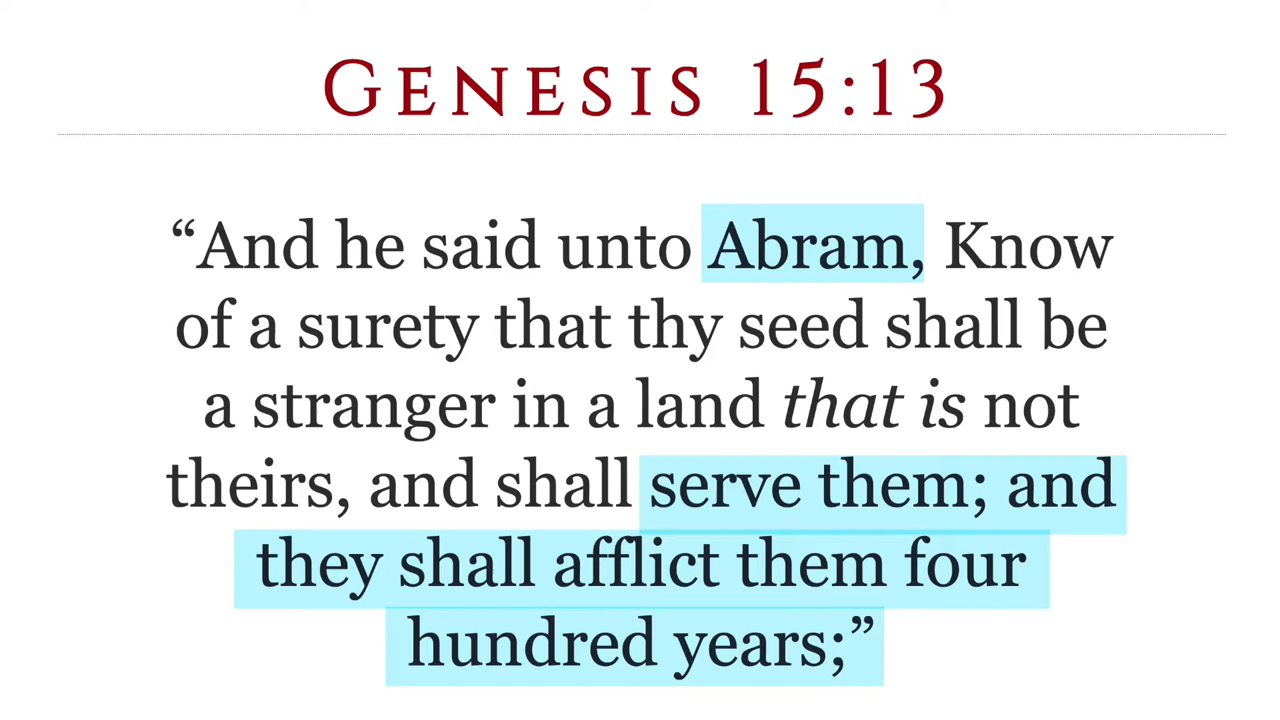 GENESIS 15:13
“And he said unto Abram, Know
of a surety that thy seed shall be
a stranger in a land that is not
theirs, and shall serve them; and
they shall afflict them four
hundred years;”